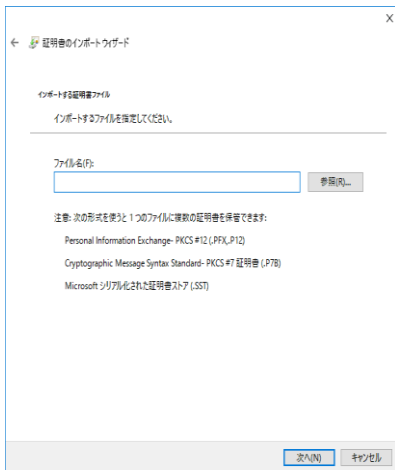 証明書のインポート ウィザード
インポートする証明書ファイル
インポートするファイルを指定してください。
ファイル名(F):
参照(R)...
注意: 次の形式を使うと 1 つのファイルに複数の証明書を保管できます:
Personal Information Exchange- PKCS #12 (.PFX,.P12)
Cryptographic Message Syntax Standard- PKCS #7 証明書 (.P7B)
Microsoft シリアル化された証明書ストア (.SST)
次へ(N) キャンセル